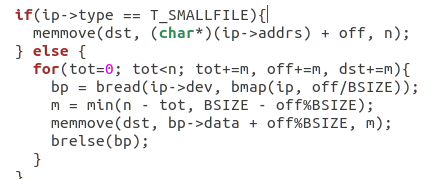 if(ip->type == T_SMALLFILE){
  memmove(dst, (char*)(ip->addrs) + off, n);
} else {
  for(tot=0; tot<n; tot+=m, off+=m, dst+=m){
    bp = bread(ip->dev, bmap(ip, off/BSIZE));
    m = min(n - tot, BSIZE - off%BSIZE);
    memmove(dst, bp->data + off%BSIZE, m);
    brelse(bp);
  }
}